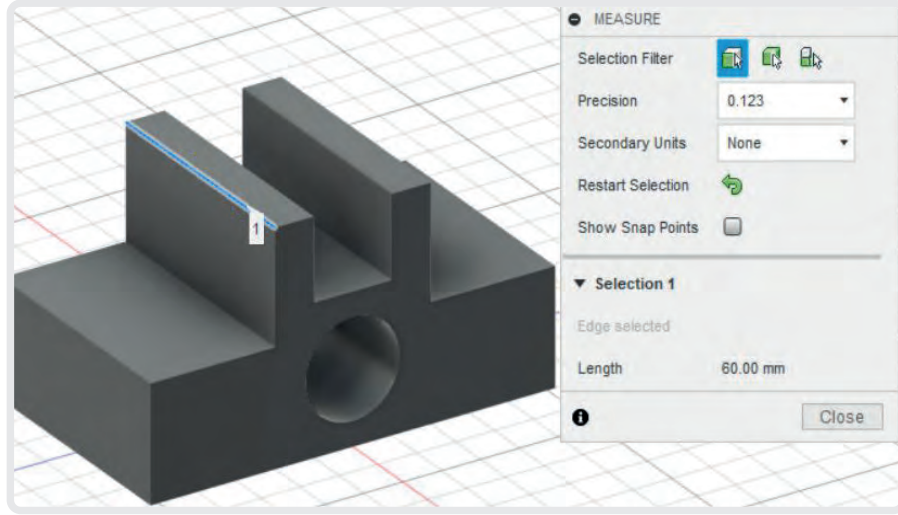 MEASURE
Selection Filter
Precision 0.123
Secondary Units None
Restart Selection
Show Snap Points
Selection 1
Edge selected
Length 60.00 mm
Close
1